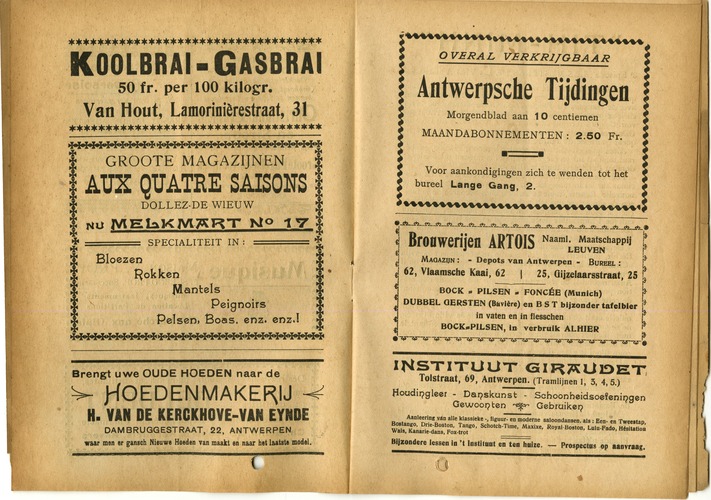 KOOLBRAI - GASBRAI
50 fr. per 100 kilogr.
Van Hout, Lamorinièrestraat, 31
GROOTE MAGAZIJNEN
AUX QUATRE SAISONS
DOLLEZ-DE WIEUW
NU MELKMART No 17
SPECIALITEIT IN:
Bloezen
Rokken
Mantels
Peignoirs
Pelsen, Boas. enz. enz.!
Brengt uwe OUDE HOEDEN naar de
HOEDENMAKERIJ
H. VAN DE KERCKHOVE-VAN EYNDE
DAMBRUGGESTRAAT, 22, ANTWERPEN
waar men er gansch Nieuwe Hoeden van maakt en naar het laatste model.
OVERAL VERKRIJGBAAR
Antwerpsche Tijdingen
Morgendblad aan 10 centiemen
MAANDABONNEMENTEN: 2.50 Fr.
Voor aankondigingen zich te wenden tot het
bureel Lange Gang, 2.
Brouwerijen ARTOIS Naaml. Maatschappij
LEUVEN
MAGAZIJN: - Depots van Antwerpen - BUREEL:
62, Vlaamsche Kaai, 62 | 25, Gijzelaarsstraat, 25
BOCK - PILSEN - FONCÉE (Munich)
DUBBEL GERSTEN (Bavière) en B S T bijzonder tafelbier
in vaten en in flesschen
BOCK-PILSEN, in verbruik ALHIER
INSTITUUT GIRAUDET
Tolstraat, 69, Antwerpen. (Tramlijnen 1, 3, 4, 5.)
Houdingleer - Danskunst - Schoonheidsoefeningen
Gewoonten Gebruiken
Aanleering van alle klassieke -, figuur- en moderne salondansen, als: Een- en Tweestap,
Bostango, Drie-Boston, Tango, Schotch-Time, Maxixe, Royal-Boston, Lulu-Fado, Hésitation
Wals, Kanarie-dans, Fox-trot
Bijzondere lessen in 't Instituut en ten huize. — Prospectus op aanvraag.